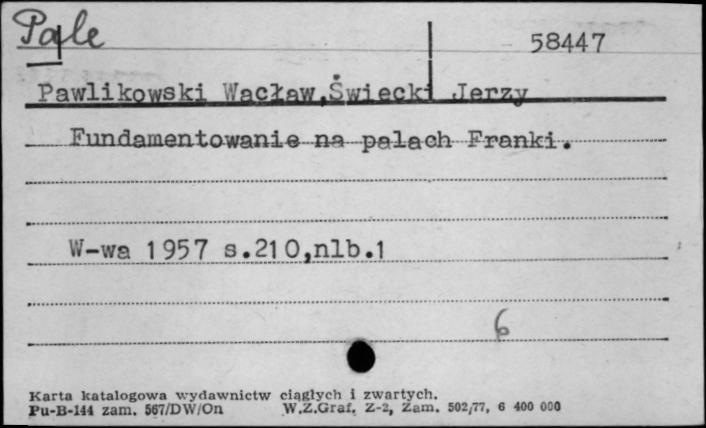 Pale
58447
Pawlikowski Wacław,Świecki Jerzy
Fundamentowanie na palach Franki.
W-wa 1957 s.210,nlb.1
6
Karta katalogowa wydawnictw ciągłych i zwartych.
Pu-B-144 zam. 567/DW/On W.Z.Graf. Z-2, Zam. 502/77, 6 400 000